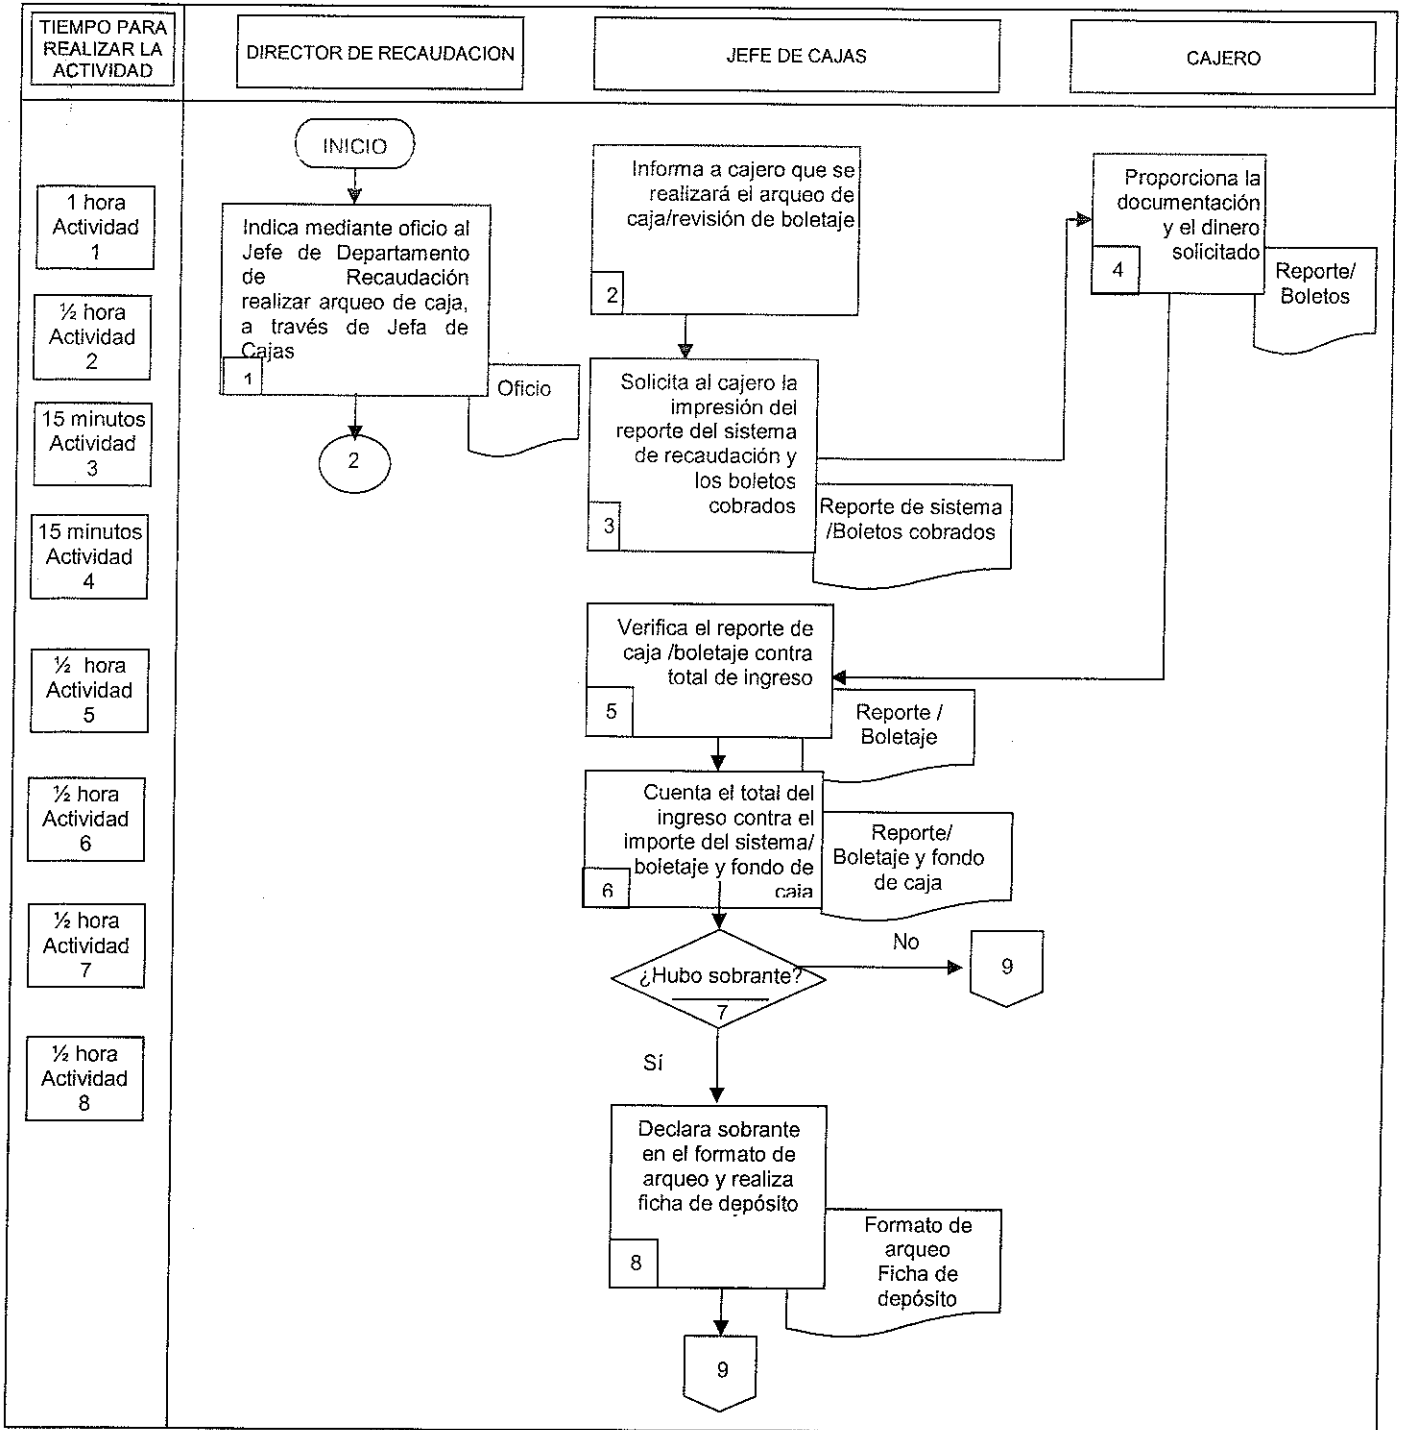 TIEMPO PARA
REALIZAR LA
ACTIVIDAD
DIRECTOR DE RECAUDACION
JEFE DE CAJAS
CAJERO
1 hora
Actividad
1
½ hora
Actividad
2
15 minutos
Actividad
3
15 minutos
Actividad
4
½ hora
Actividad
5
½ hora
Actividad
6
½ hora
Actividad
7
½ hora
Actividad
8
INICIO
Indica mediante oficio al
Jefe de Departamento
de Recaudación
realizar arqueo de caja,
a través de Jefa de
Cajas
1
Oficio
2
Informa a cajero que se
realizará el arqueo de
caja/revisión de boletaje
2
Solicita al cajero la
impresión del
reporte del sistema
de recaudación y
los boletos
cobrados
3
Reporte de sistema
/Boletos cobrados
Proporciona la
documentación
y el dinero
solicitado
4
Reporte/
Boletos
Verifica el reporte de
caja /boletaje contra
total de ingreso
5
Reporte /
Boletaje
Cuenta el total del
ingreso contra el
importe del sistema/
boletaje y fondo de
caja
6
Reporte/
Boletaje y fondo
de caja
¿Hubo sobrante?
7
No
9
Sí
Declara sobrante
en el formato de
arqueo y realiza
ficha de depósito
8
Formato de
arqueo
Ficha de
depósito
9